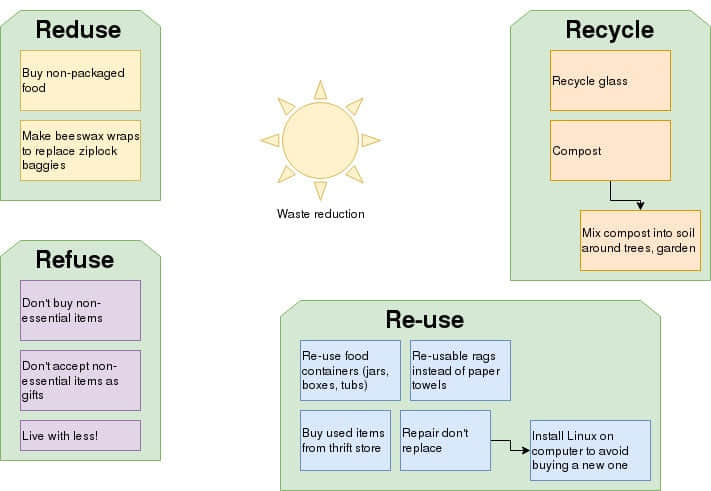 Reduse
Buy non-packaged
food
Make beeswax wraps
to replace ziplock
baggies
Waste reduction
Recycle
Recycle glass
Compost
Mix compost into soil
around trees, garden
Refuse
Don't buy non-
essential items
Don't accept non-
essential items as
gifts
Live with less!
Re-use
Re-use food
containers (jars,
boxes, tubs)
Re-usable rags
instead of paper
towels
Buy used items
from thrift store
Repair don't
replace
Install Linux on
computer to avoid
buying a new one